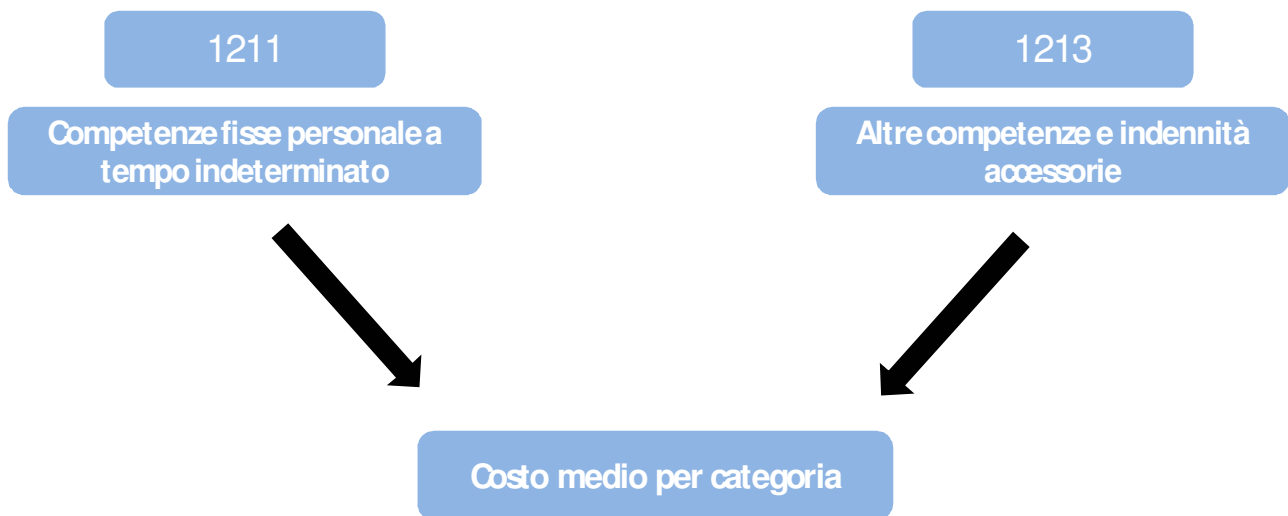 1211
Competenze fisse personale a
tempo indeterminato
1213
Altre competenze e indennità
accessorie
Costo medio per categoria